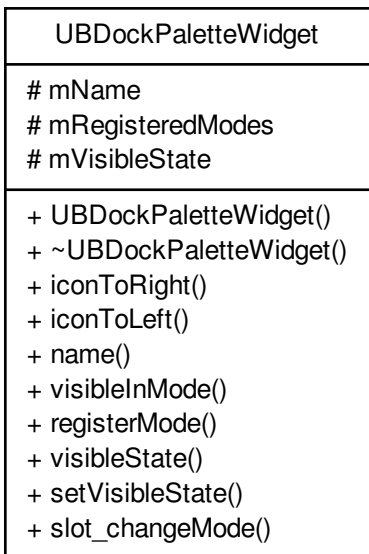 UBDockPaletteWidget
# mName
# mRegisteredModes
# mVisibleState
+ UBDockPaletteWidget()
+ ~UBDockPaletteWidget()
+ iconToRight()
+ iconToLeft()
+ name()
+ visibleInMode()
+ registerMode()
+ visibleState()
+ setVisibleState()
+ slot_changeMode()